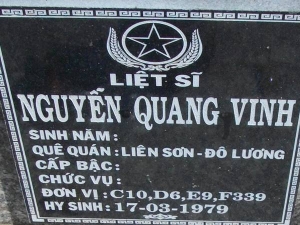 LIỆT SĨ
NGUYỄN QUANG VINH
SINH NĂM :
QUÊ QUÁN : LIÊN SƠN - ĐÔ LƯƠNG
CẤP BẬC :
CHỨC VỤ :
ĐƠN VỊ : C10,D6,E9,F339
HY SINH : 17-03-1979